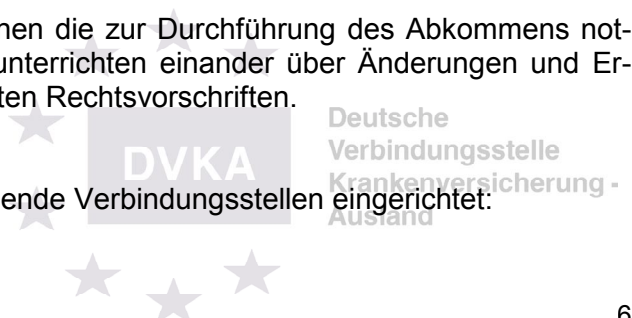 nen die zur Durchführung des Abkommens not-
unterrichten einander über Änderungen und Er-
ten Rechtsvorschriften.
Deutsche
DVKA
Verbindungsstelle
Krankenversicherung -
ende Verbindungsstellen eingerichtet:
Ausland
6